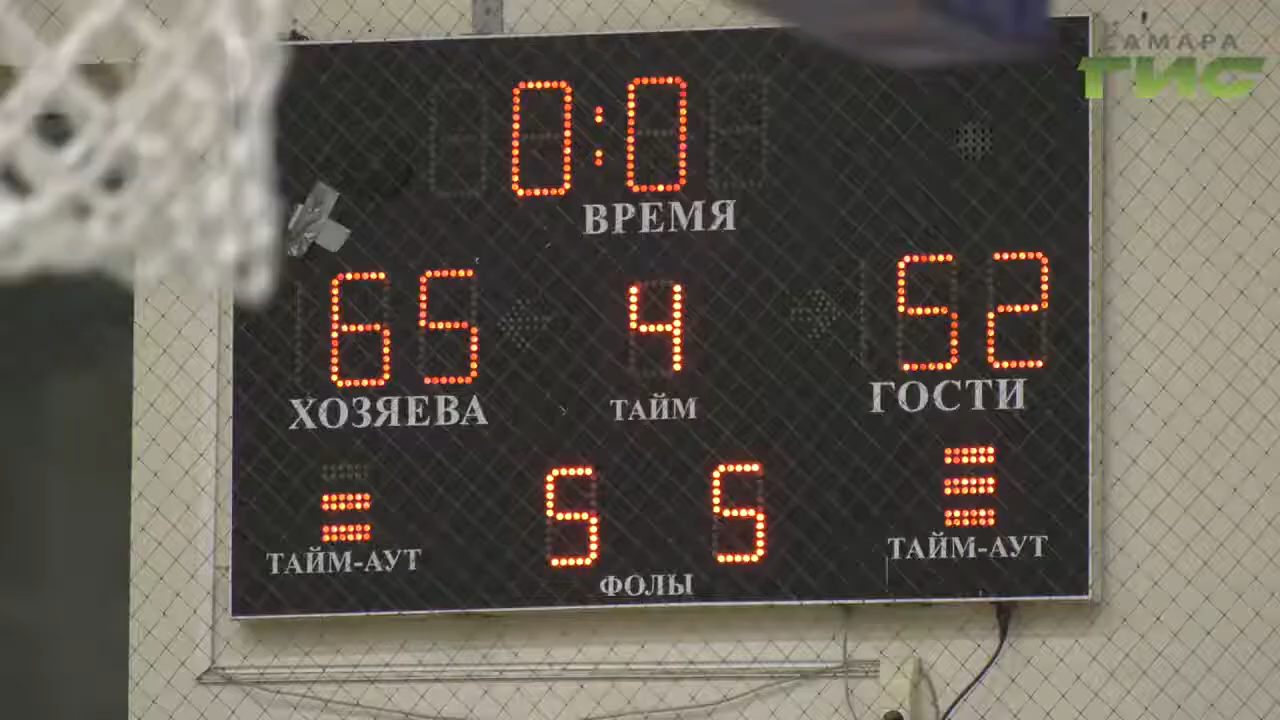 САМАРА
ГИС
0:0
ВРЕМЯ
65 4 52
ХОЗЯЕВА ТАЙМ ГОСТИ
5 5
ТАЙМ-АУТ ФОЛЫ ТАЙМ-АУТ